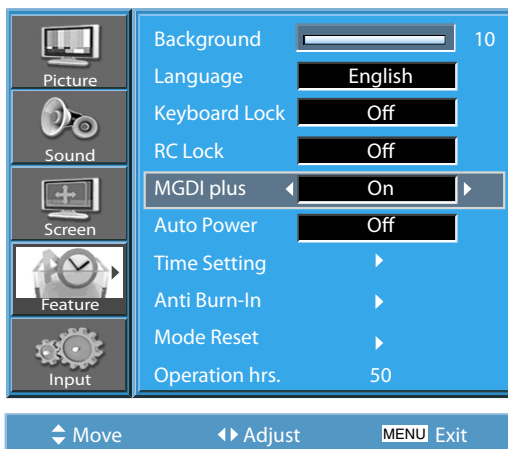 Picture
Sound
Screen
Feature
Input
Background 10
Language English
Keyboard Lock Off
RC Lock Off
MGDI plus On
Auto Power Off
Time Setting
Anti Burn-In
Mode Reset
Operation hrs. 50
Move Adjust MENU Exit